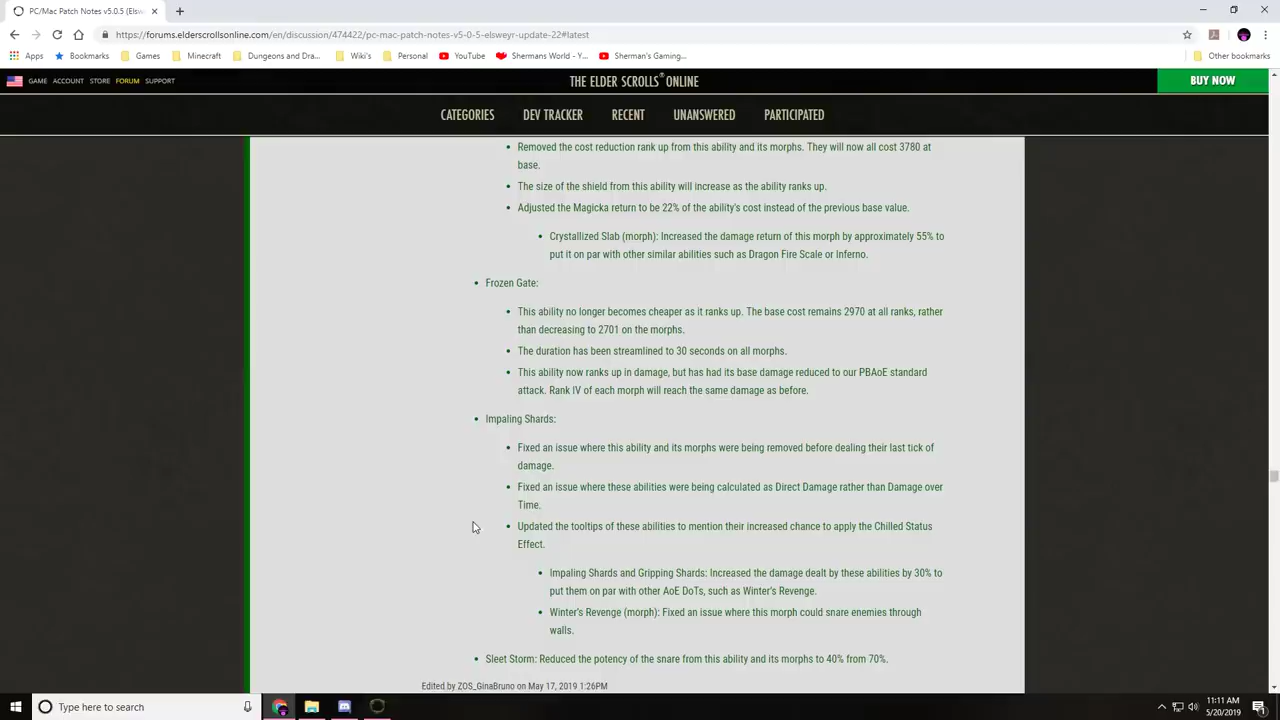 PC/Mac Patch Notes v5.0.5 (Elsw
https://forums.elderscrollsonline.com/en/discussion/474422/pc-mac-patch-notes-v5-0-5-elsweyr-update-22#latest
Apps Bookmarks Games Minecraft Dungeons and Dra... Wiki's Personal YouTube Shermans World - Y... Sherman's Gaming... Other bookmarks
GAME ACCOUNT STORE FORUM SUPPORT THE ELDER SCROLLS® ONLINE BUY NOW
CATEGORIES DEV TRACKER RECENT UNANSWERED PARTICIPATED
• Removed the cost reduction rank up from this ability and its morphs. They will now all cost 3780 at
base.
• The size of the shield from this ability will increase as the ability ranks up.
• Adjusted the Magicka return to be 22% of the ability's cost instead of the previous base value.
• Crystallized Slab (morph): Increased the damage return of this morph by approximately 55% to
put it on par with other similar abilities such as Dragon Fire Scale or Inferno.
• Frozen Gate:
• This ability no longer becomes cheaper as it ranks up. The base cost remains 2970 at all ranks, rather
than decreasing to 2701 on the morphs.
• The duration has been streamlined to 30 seconds on all morphs.
• This ability now ranks up in damage, but has had its base damage reduced to our PBAoE standard
attack. Rank IV of each morph will reach the same damage as before.
• Impaling Shards:
• Fixed an issue where this ability and its morphs were being removed before dealing their last tick of
damage.
• Fixed an issue where these abilities were being calculated as Direct Damage rather than Damage over
Time.
• Updated the tooltips of these abilities to mention their increased chance to apply the Chilled Status
Effect.
• Impaling Shards and Gripping Shards: Increased the damage dealt by these abilities by 30% to
put them on par with other AoE DoTs, such as Winter's Revenge.
• Winter's Revenge (morph): Fixed an issue where this morph could snare enemies through
walls.
• Sleet Storm: Reduced the potency of the snare from this ability and its morphs to 40% from 70%.
Edited by ZOS_GinaBruno on May 17, 2019 1:26PM
Type here to search
11:11 AM
5/20/2019